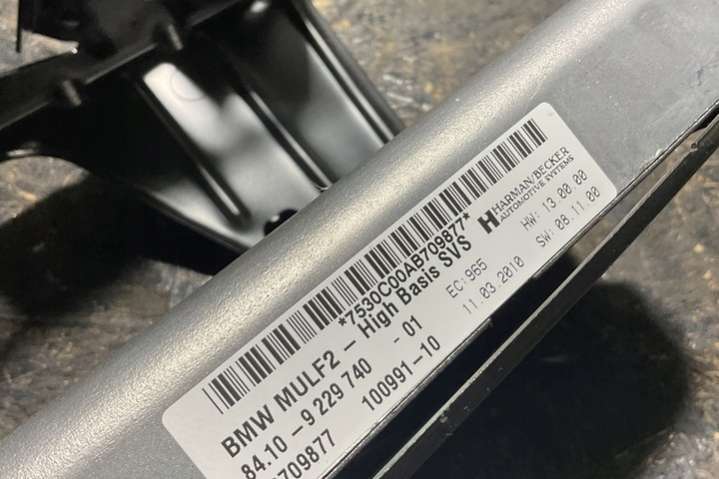 *7530C00AB709877*
BMW MULF2 – High Basis SVS
84.10 – 9 229 740 - 01
709877 100991-10
HARMAN/BECKER
AUTOMOTIVE SYSTEMS
EC:965 HW: 13.00.00
11.03.2010 SW: 08.11.00